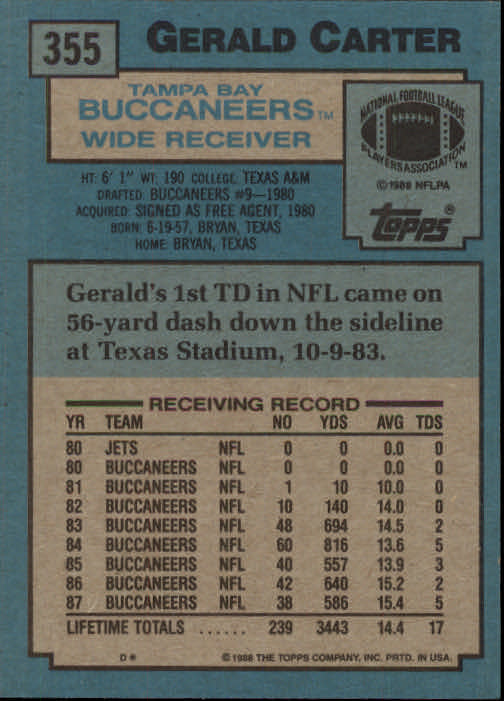 355
GERALD CARTER
TAMPA BAY
BUCCANEERS™
WIDE RECEIVER
NATIONAL FOOTBALL LEAGUE
PLAYERS ASSOCIATION™
©1988 NFLPA
Topps®
HT: 6' 1" WT: 190 COLLEGE: TEXAS A&M
DRAFTED: BUCCANEERS #9—1980
ACQUIRED: SIGNED AS FREE AGENT, 1980
BORN: 6-19-57, BRYAN, TEXAS
HOME: BRYAN, TEXAS
Gerald's 1st TD in NFL came on
56-yard dash down the sideline
at Texas Stadium, 10-9-83.
RECEIVING RECORD
YR TEAM NO YDS AVG TDS
80 JETS NFL 0 0 0.0 0
80 BUCCANEERS NFL 0 0 0.0 0
81 BUCCANEERS NFL 1 10 10.0 0
82 BUCCANEERS NFL 10 140 14.0 0
83 BUCCANEERS NFL 48 694 14.5 2
84 BUCCANEERS NFL 60 816 13.6 5
85 BUCCANEERS NFL 40 557 13.9 3
86 BUCCANEERS NFL 42 640 15.2 2
87 BUCCANEERS NFL 38 586 15.4 5
LIFETIME TOTALS ...... 239 3443 14.4 17
D* ©1988 THE TOPPS COMPANY, INC. PRTD. IN USA.